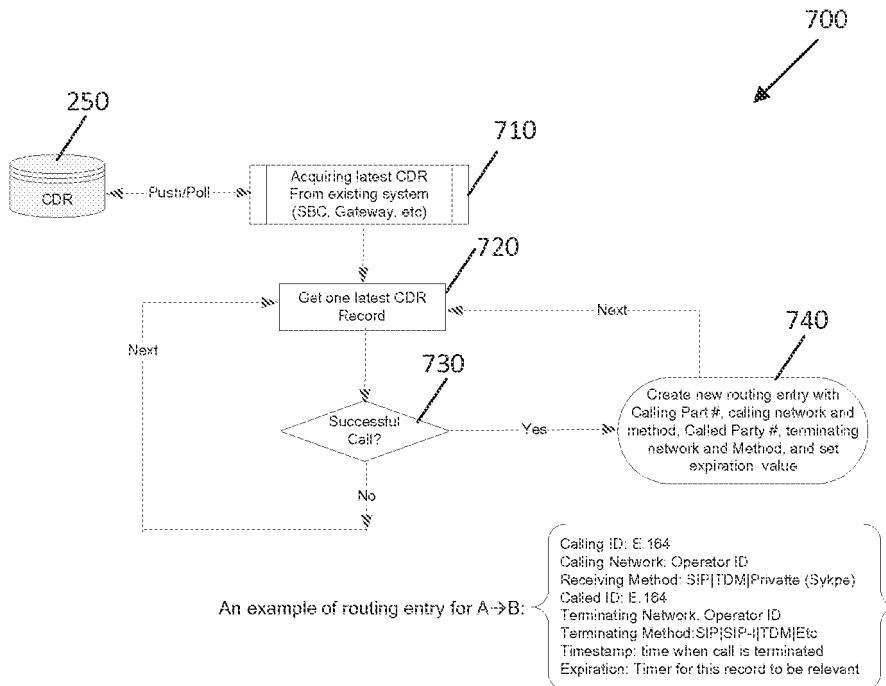 700
250
CDR
Push/Poll
710
Acquiring latest CDR
From existing system
(SBC, Gateway, etc)
720
Get one latest CDR
Record
Next
Next
730
Successful
Call?
Yes
No
740
Create new routing entry with
Calling Part #, calling network and
method, Called Party #, terminating
network and Method, and set
expiration value
An example of routing entry for A→B:
Calling ID: E.164
Calling Network: Operator ID
Receiving Method: SIP|TDM|Privatte (Sykpe)
Called ID: E.164
Terminating Network: Operator ID
Terminating Method:SIP|SIP-I|TDM|Etc
Timestamp: time when call is terminated
Expiration: Timer for this record to be relevant